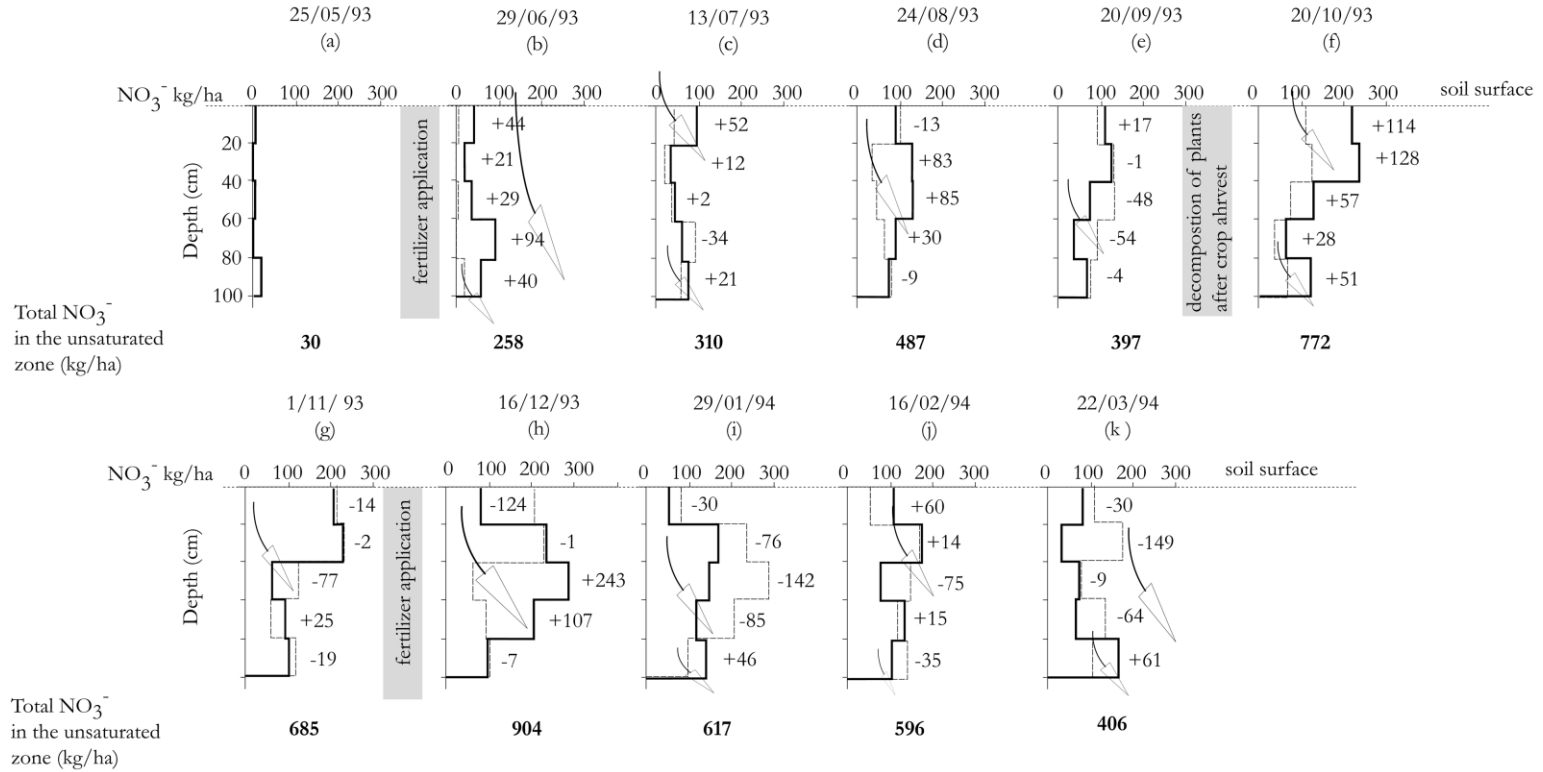 25/05/93 29/06/93 13/07/93 24/08/93 20/09/93 20/10/93
(a) (b) (c) (d) (e) (f)
NO3⁻ kg/ha 0 100 200 300 0 100 200 300 0 100 200 300 0 100 200 300 0 100 200 300 0 100 200 300 soil surface
Depth (cm)
20
40
60
80
100
fertilizer application
+44
+21
+29
+94
+40
+52
+12
+2
-34
+21
-13
+83
+85
+30
-9
+17
-1
-48
-54
-4
decompostion of plants
after crop ahrvest
+114
+128
+57
+28
+51
Total NO3⁻
in the unsaturated
zone (kg/ha)
30 258 310 487 397 772
1/11/ 93 16/12/93 29/01/94 16/02/94 22/03/94
(g) (h) (i) (j) (k )
NO3⁻ kg/ha 0 100 200 300 0 100 200 300 0 100 200 300 0 100 200 300 0 100 200 300 soil surface
Depth (cm)
-14
-2
-77
+25
-19
fertilizer application
-124
-1
+243
+107
-7
-30
-76
-142
-85
+46
+60
+14
-75
+15
-35
-30
-149
-9
-64
+61
Total NO3⁻
in the unsaturated
zone (kg/ha)
685 904 617 596 406